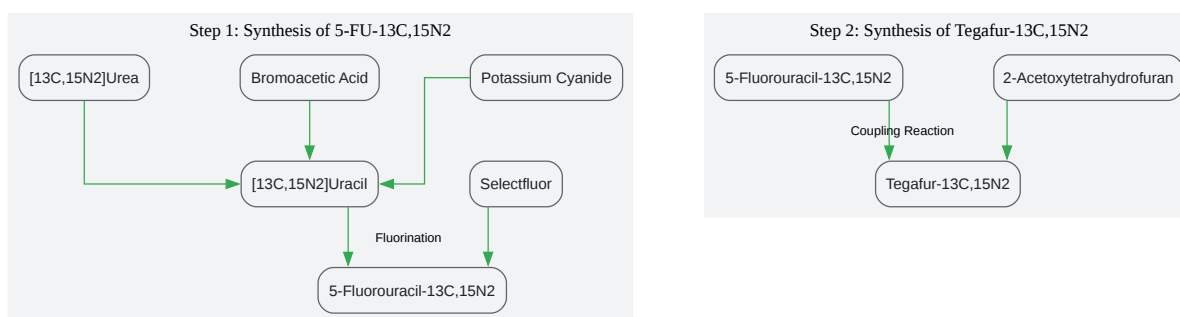 Step 1: Synthesis of 5-FU-13C,15N2
[13C,15N2]Urea
Bromoacetic Acid
Potassium Cyanide
[13C,15N2]Uracil
Selectfluor
Fluorination
5-Fluorouracil-13C,15N2
Step 2: Synthesis of Tegafur-13C,15N2
5-Fluorouracil-13C,15N2
2-Acetoxytetrahydrofuran
Coupling Reaction
Tegafur-13C,15N2